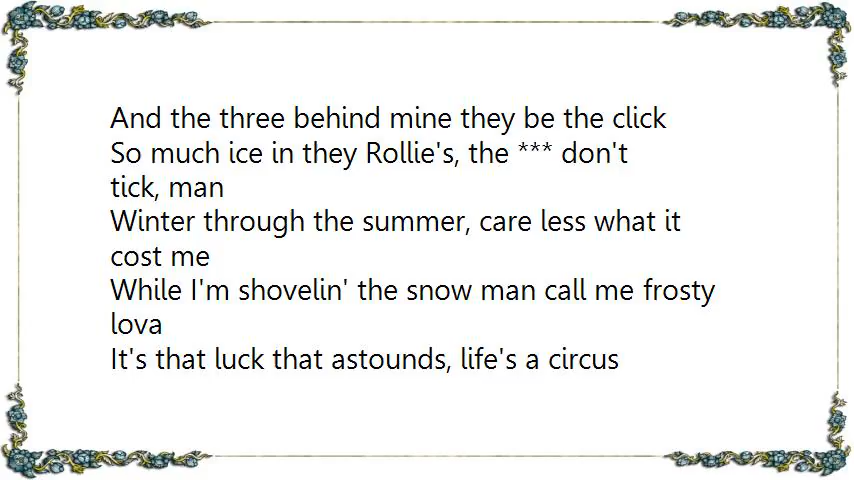 And the three behind mine they be the click
So much ice in they Rollie's, the *** don't
tick, man
Winter through the summer, care less what it
cost me
While I'm shovelin' the snow man call me frosty
lova
It's that luck that astounds, life's a circus